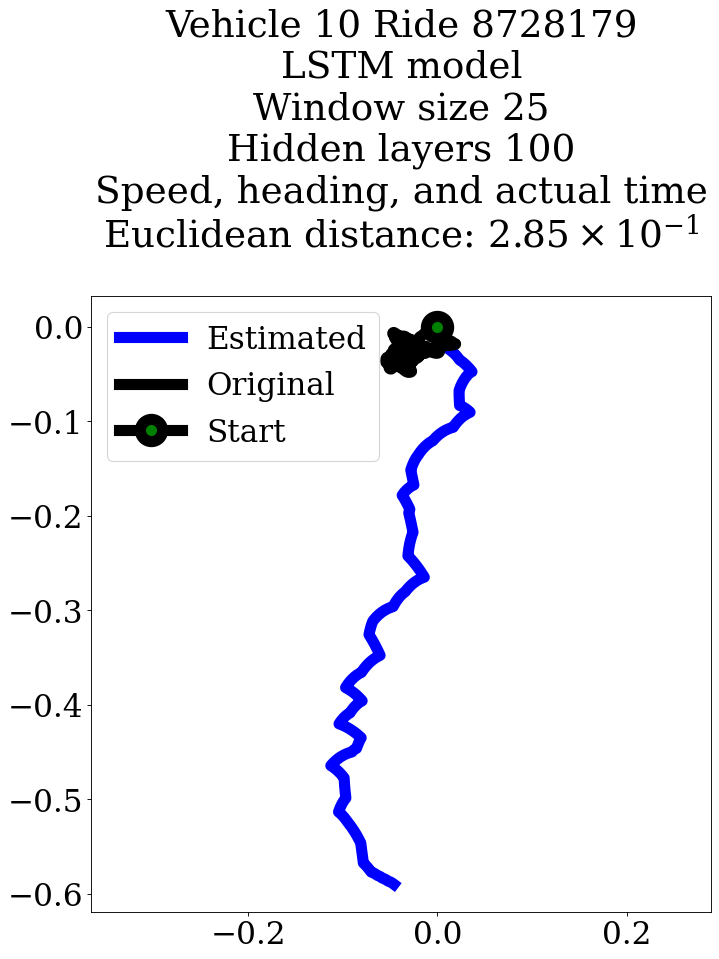 Vehicle 10 Ride 8728179
LSTM model
Window size 25
Hidden layers 100
Speed, heading, and actual time
Euclidean distance: 2.85 × 10⁻¹
Estimated
Original
Start
0.0
−0.1
−0.2
−0.3
−0.4
−0.5
−0.6
−0.2 0.0 0.2